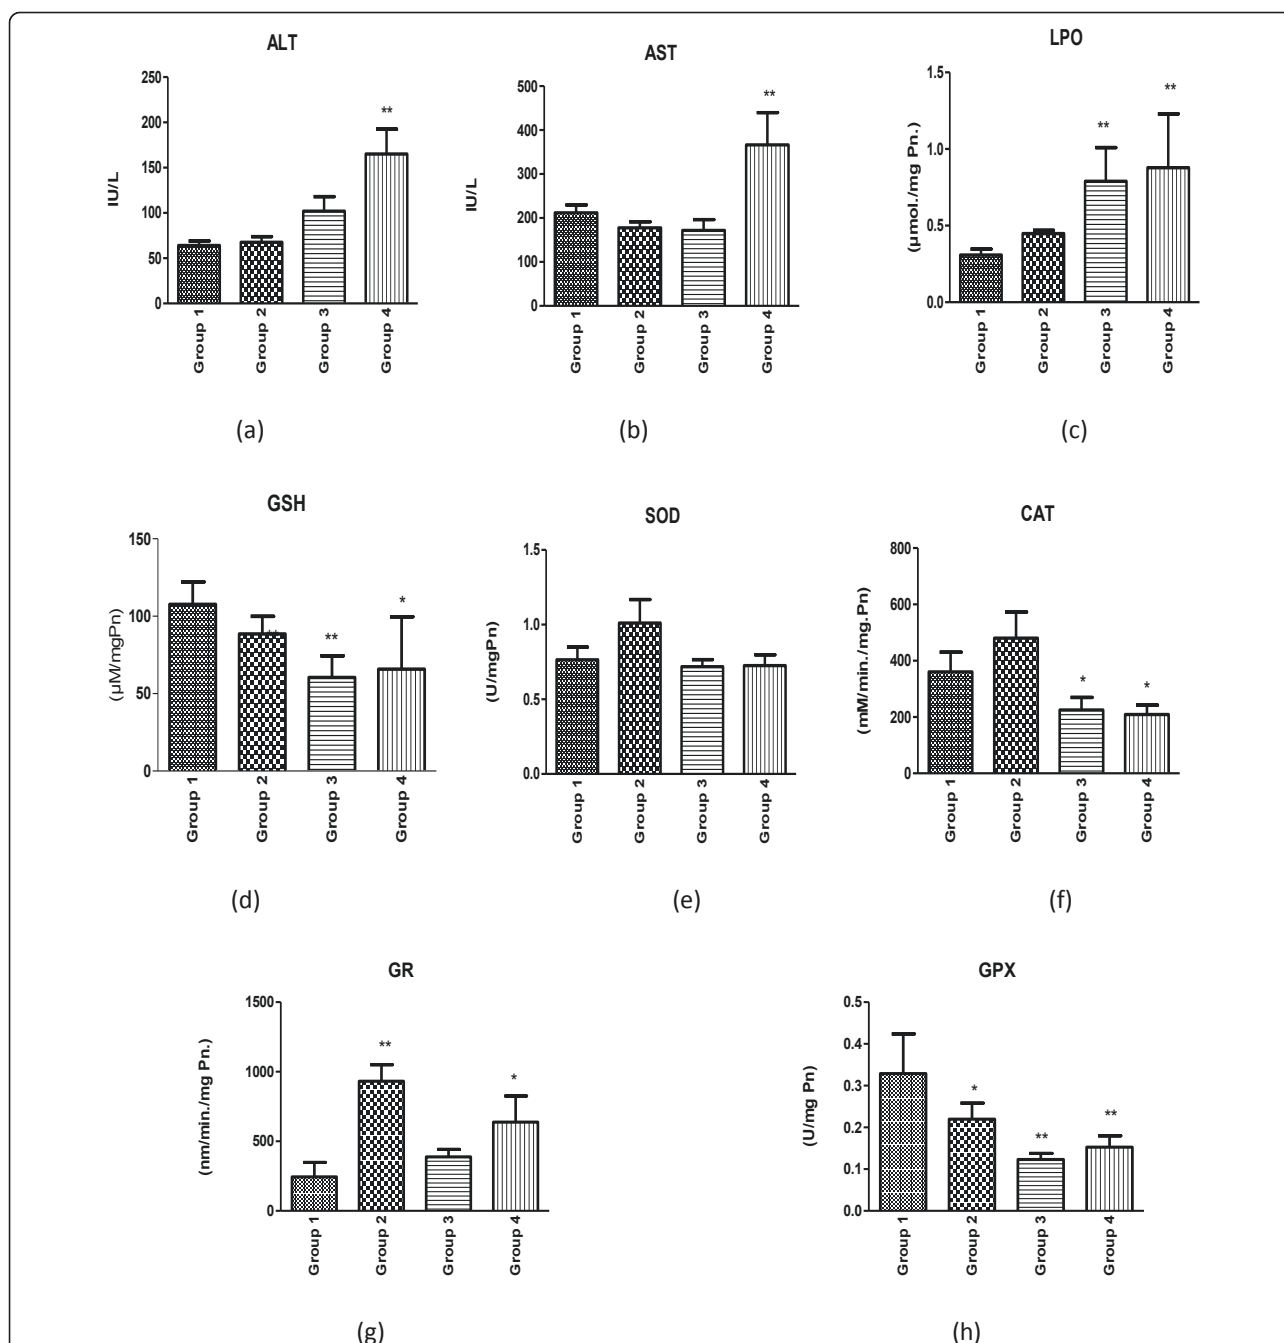 ALT
250
200
150
100
50
0
IU/L
**
Group 1
Group 2
Group 3
Group 4
(a)
AST
500
400
300
200
100
0
IU/L
**
Group 1
Group 2
Group 3
Group 4
(b)
LPO
1.5
1.0
0.5
0.0
(µmol./mg Pn.)
**
**
Group 1
Group 2
Group 3
Group 4
(c)
GSH
150
100
50
0
(µM/mgPn)
**
*
Group 1
Group 2
Group 3
Group 4
(d)
SOD
1.5
1.0
0.5
0.0
(U/mgPn)
Group 1
Group 2
Group 3
Group 4
(e)
CAT
800
600
400
200
0
(mM/min./mg.Pn)
*
*
Group 1
Group 2
Group 3
Group 4
(f)
GR
1500
1000
500
0
(nm/min./mg Pn.)
**
*
Group 1
Group 2
Group 3
Group 4
(g)
GPX
0.5
0.4
0.3
0.2
0.1
0.0
(U/mg Pn)
*
**
**
Group 1
Group 2
Group 3
Group 4
(h)